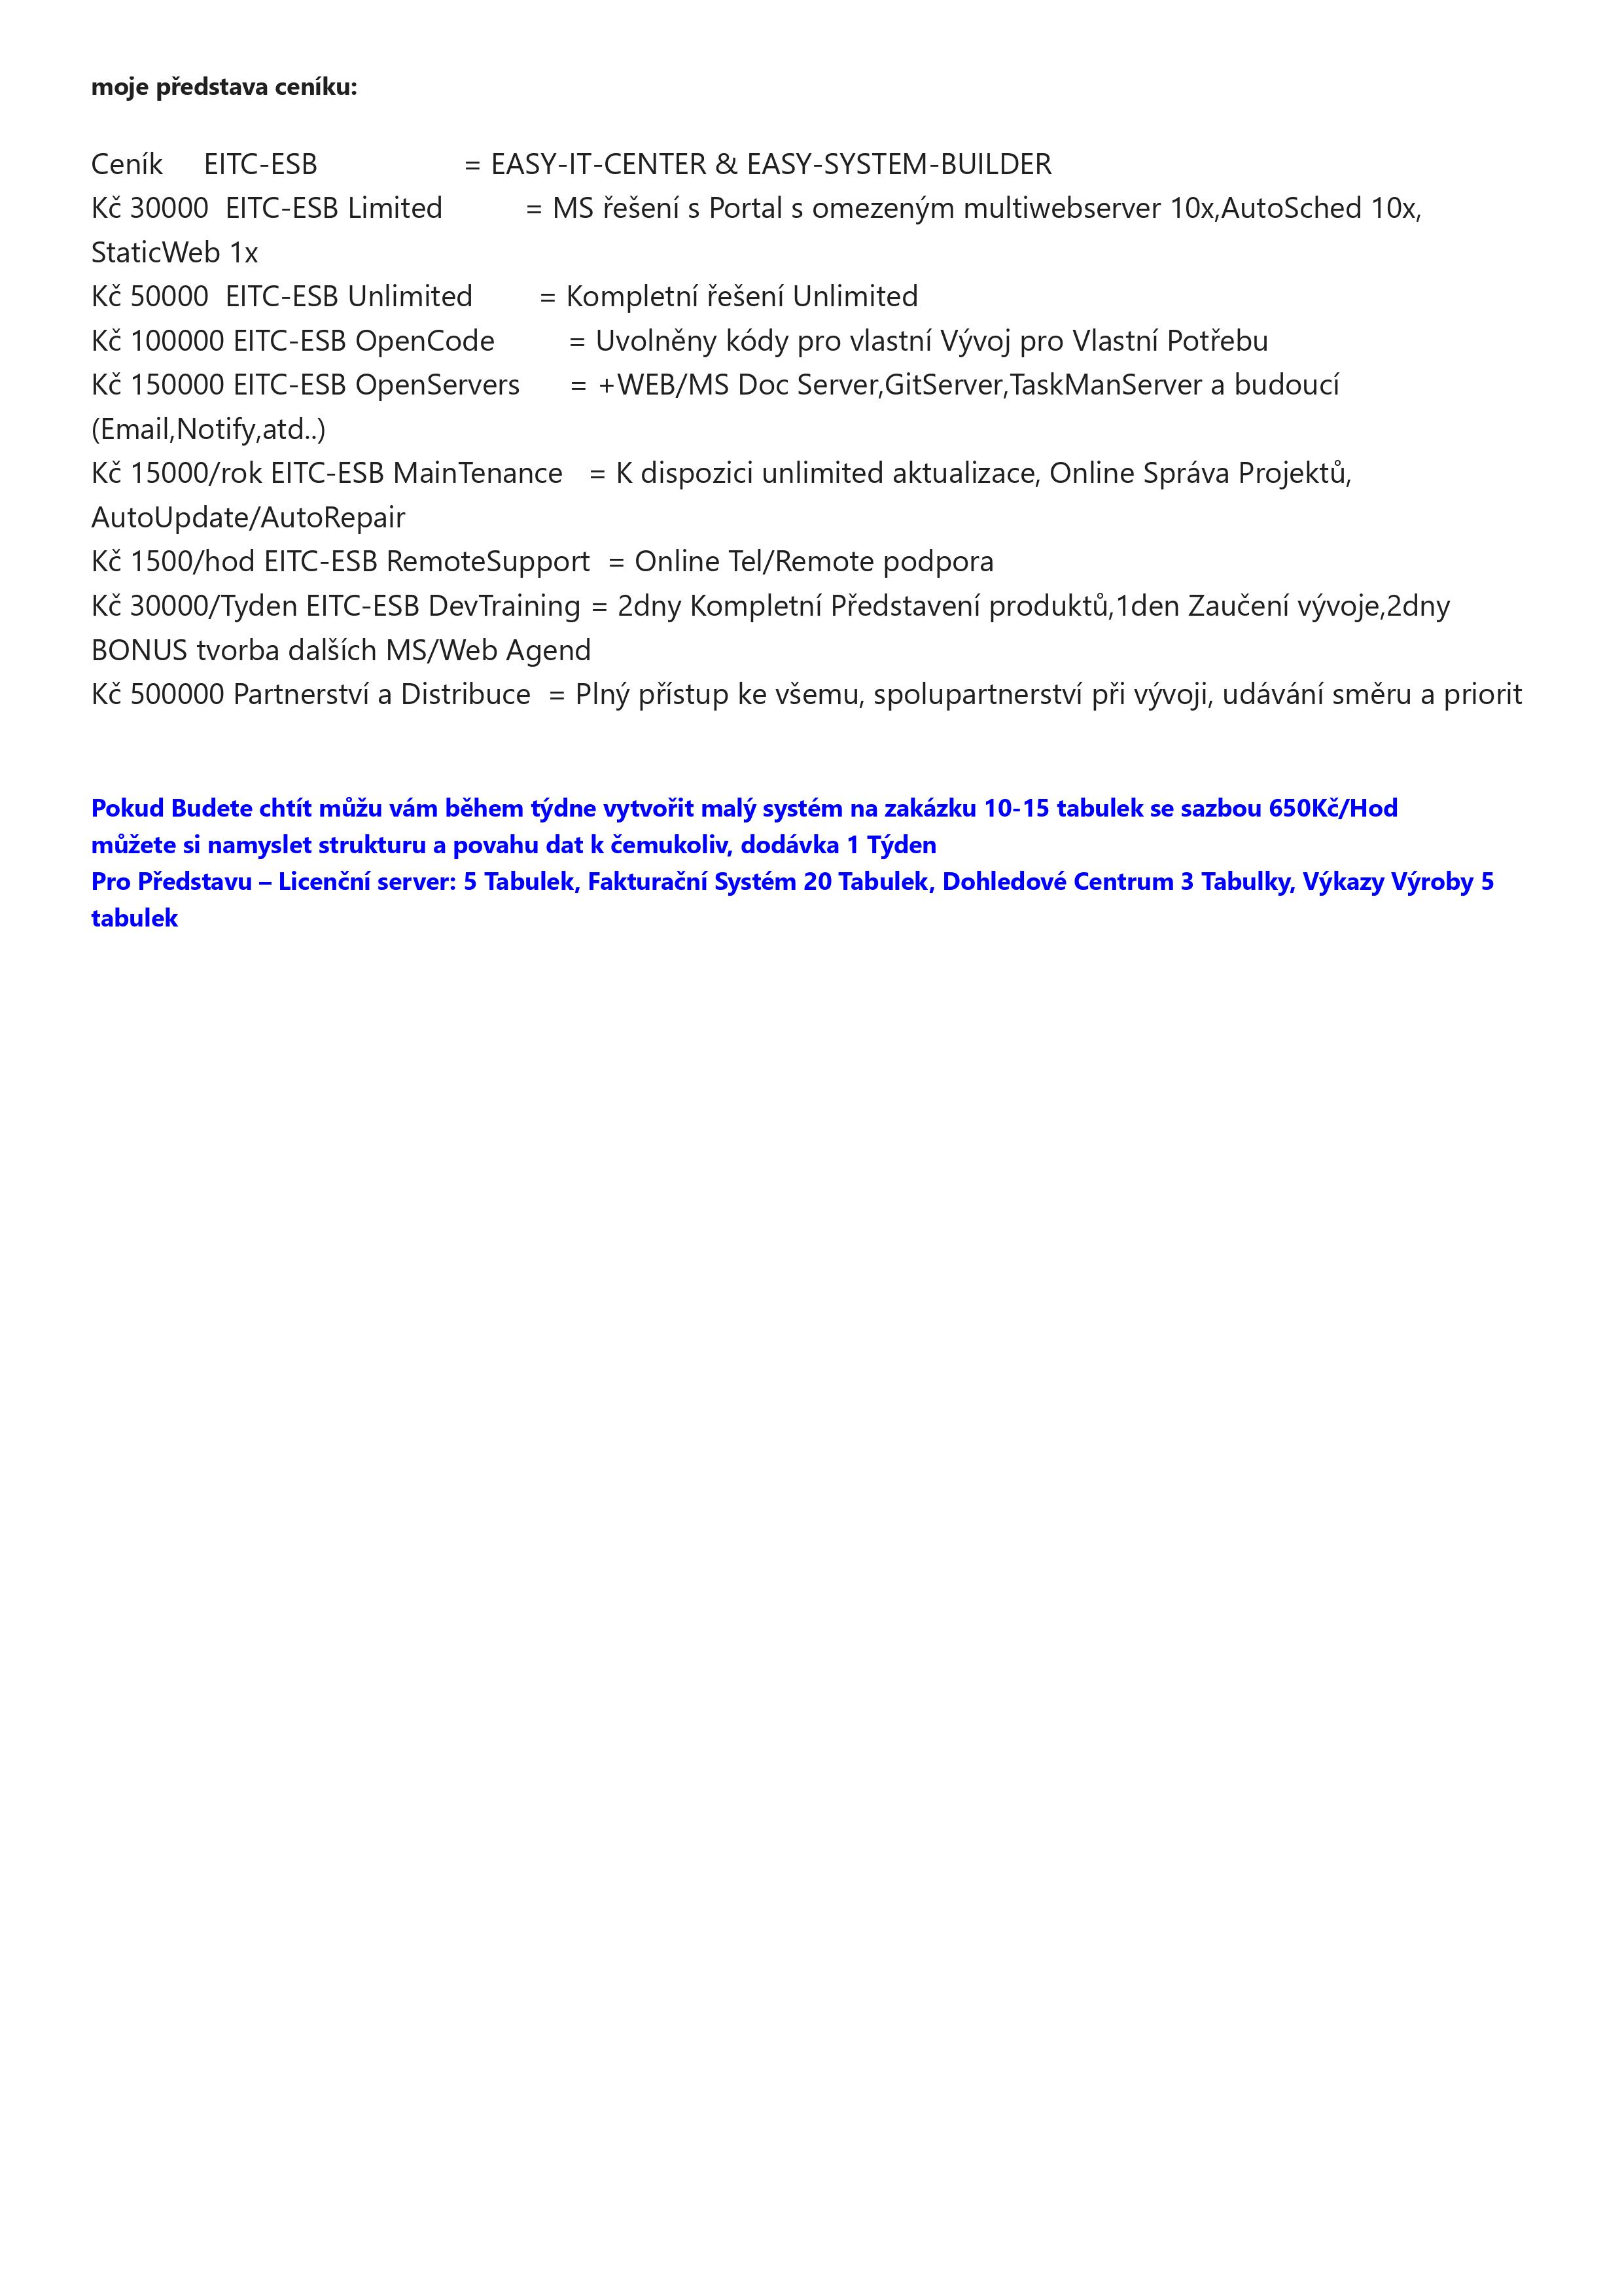 moje představa ceníku:
Ceník EITC-ESB = EASY-IT-CENTER & EASY-SYSTEM-BUILDER
Kč 30000 EITC-ESB Limited = MS řešení s Portal s omezeným multiwebserver 10x,AutoSched 10x,
StaticWeb 1x
Kč 50000 EITC-ESB Unlimited = Kompletní řešení Unlimited
Kč 100000 EITC-ESB OpenCode = Uvolněny kódy pro vlastní Vývoj pro Vlastní Potřebu
Kč 150000 EITC-ESB OpenServers = +WEB/MS Doc Server,GitServer,TaskManServer a budoucí
(Email,Notify,atd..)
Kč 15000/rok EITC-ESB MainTenance = K dispozici unlimited aktualizace, Online Správa Projektů,
AutoUpdate/AutoRepair
Kč 1500/hod EITC-ESB RemoteSupport = Online Tel/Remote podpora
Kč 30000/Tyden EITC-ESB DevTraining = 2dny Kompletní Představení produktů,1den Zaučení vývoje,2dny
BONUS tvorba dalších MS/Web Agend
Kč 500000 Partnerství a Distribuce = Plný přístup ke všemu, spolupartnerství při vývoji, udávání směru a priorit
Pokud Budete chtít můžu vám během týdne vytvořit malý systém na zakázku 10-15 tabulek se sazbou 650Kč/Hod
můžete si namyslet strukturu a povahu dat k čemukoliv, dodávka 1 Týden
Pro Představu – Licenční server: 5 Tabulek, Fakturační Systém 20 Tabulek, Dohledové Centrum 3 Tabulky, Výkazy Výroby 5
tabulek